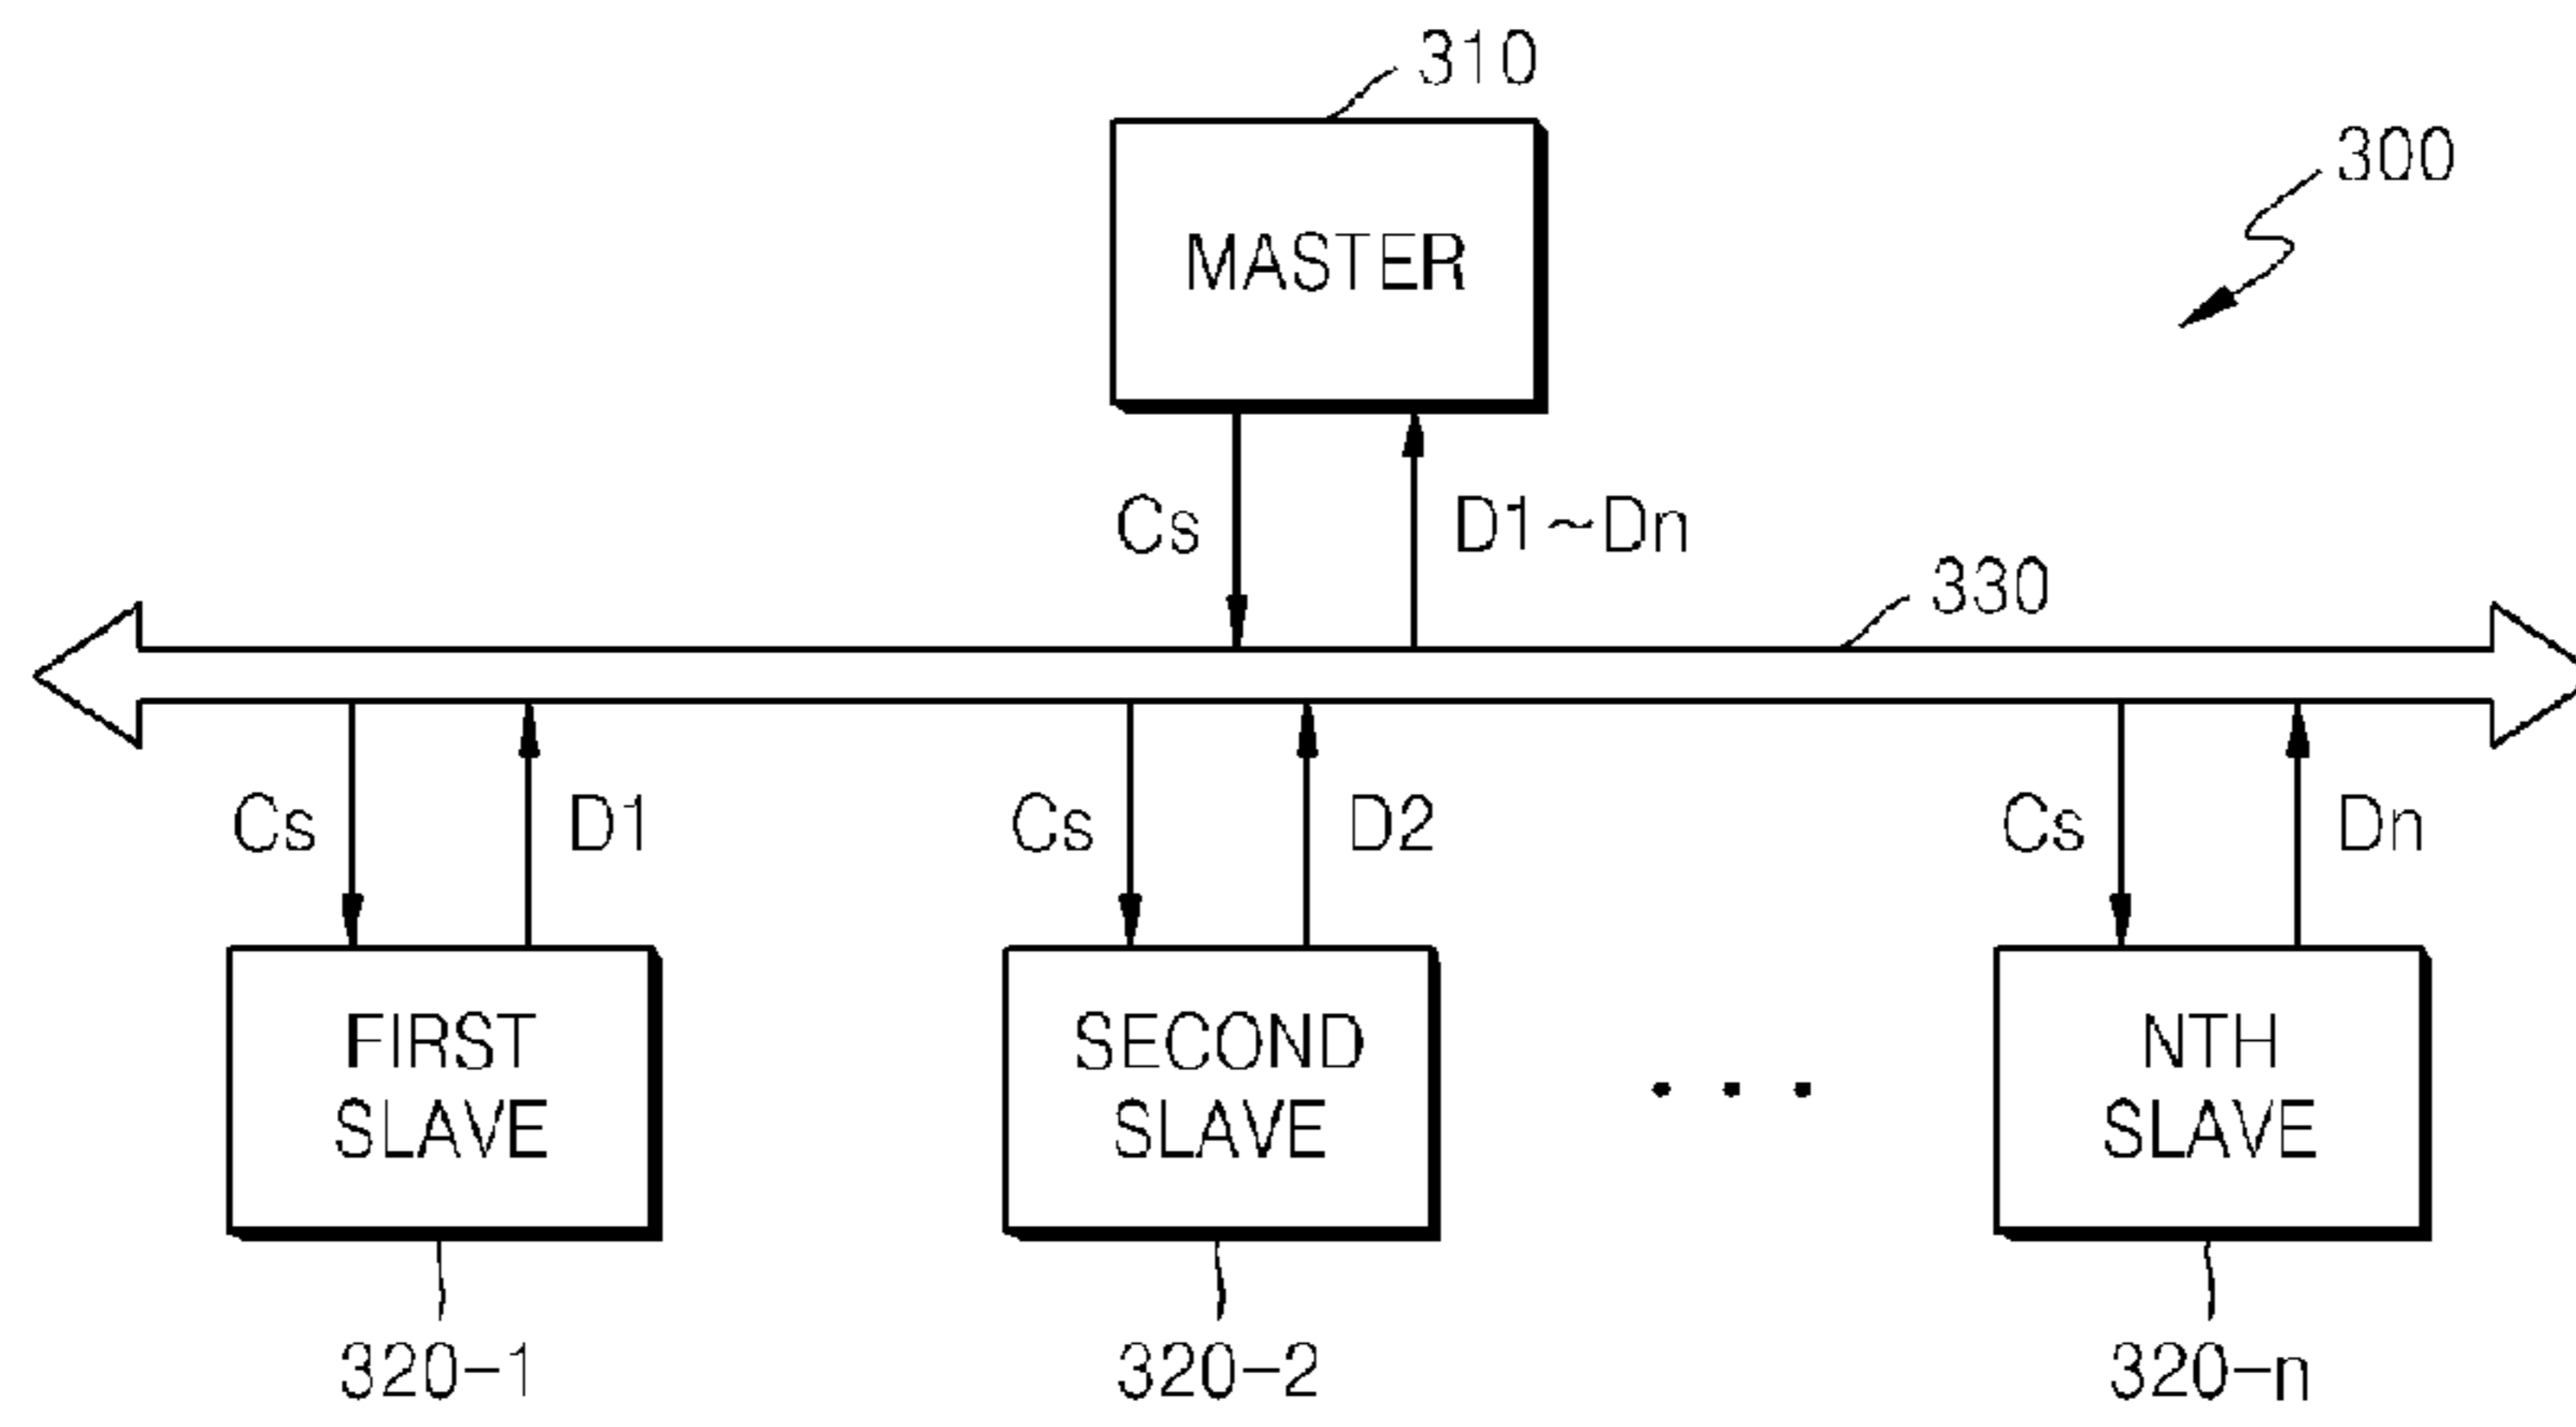 310
300
MASTER
Cs
D1~Dn
330
Cs
D1
Cs
D2
Cs
Dn
FIRST
SLAVE
SECOND
SLAVE
NTH
SLAVE
320-1
320-2
320-n